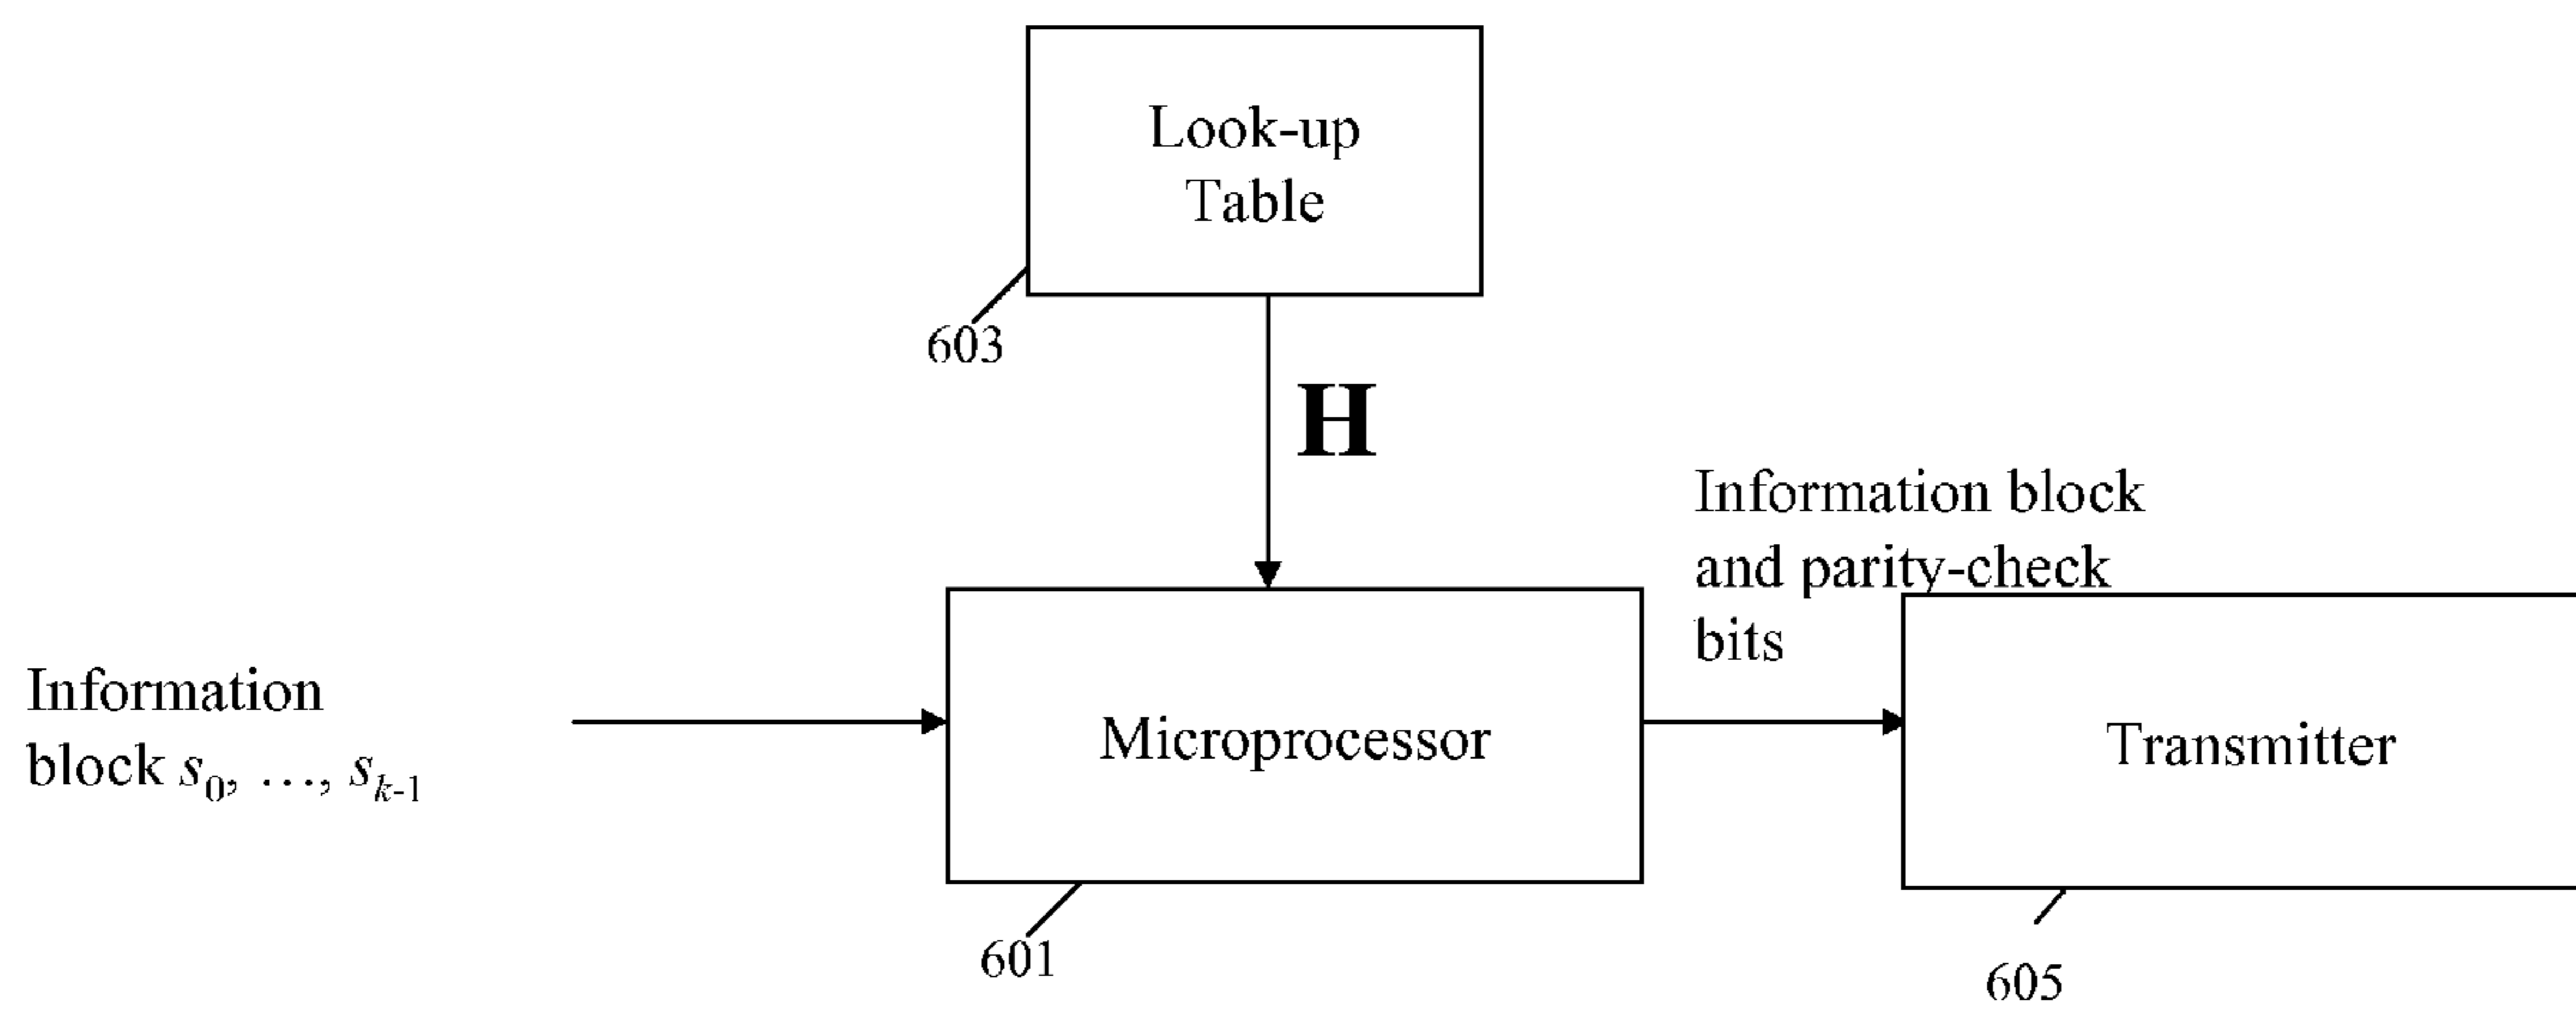 Look-up
Table
603
H
Information block
and parity-check
bits
Information
block s0, …, sk-1
Microprocessor
Transmitter
601
605